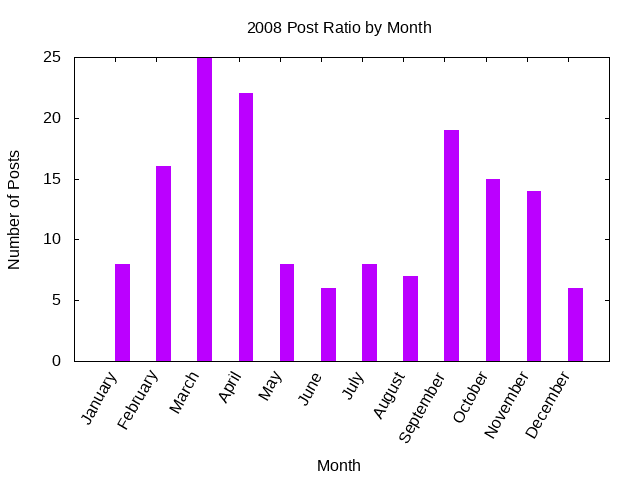 2008 Post Ratio by Month
25
20
15
10
5
0
Number of Posts
January
February
March
April
May
June
July
August
September
October
November
December
Month